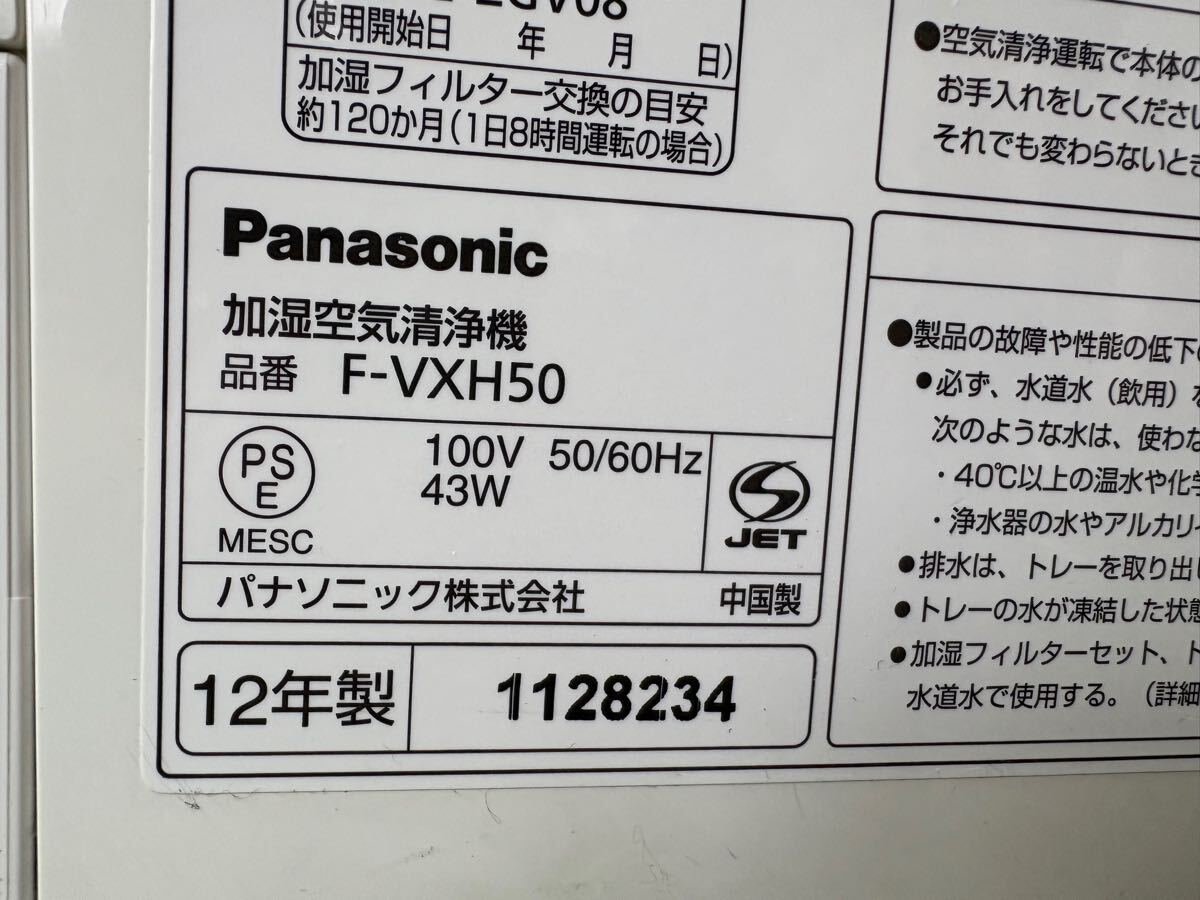 (使用開始日 年 月 日)
加湿フィルター交換の目安
約120か月(1日8時間運転の場合)
Panasonic
加湿空気清浄機
品番 F-VXH50
PS
E
MESC
100V 50/60Hz
43W
JET
パナソニック株式会社 中国製
12年製 1128234
●空気清浄運転で本体の
お手入れをしてくださ
それでも変わらないとき
●製品の故障や性能の低下
●必ず、水道水（飲用）を
次のような水は、使わな
・40℃以上の温水や化学
・浄水器の水やアルカリイ
●排水は、トレーを取り出し
●トレーの水が凍結した状態
●加湿フィルターセット、ト
水道水で使用する。（詳細